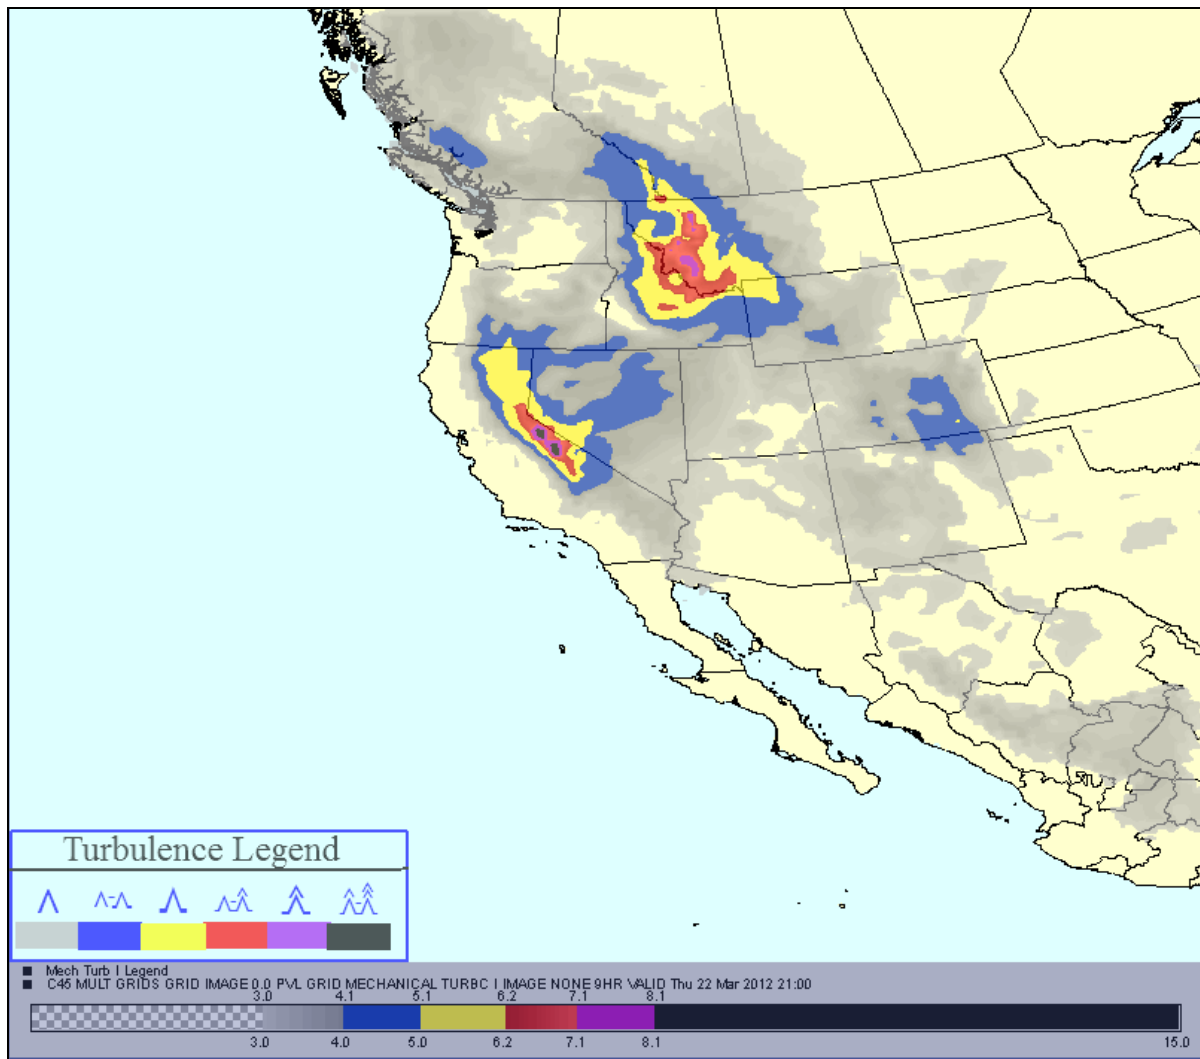 Turbulence Legend
Mech Turb I Legend
C45 MULT GRIDS GRID IMAGE 0.0 PVL GRID MECHANICAL TURBC I IMAGE NONE 9HR VALID Thu 22 Mar 2012 21:00
3.0 4.1 5.1 6.2 7.1 8.1
3.0 4.0 5.0 6.2 7.1 8.1 15.0